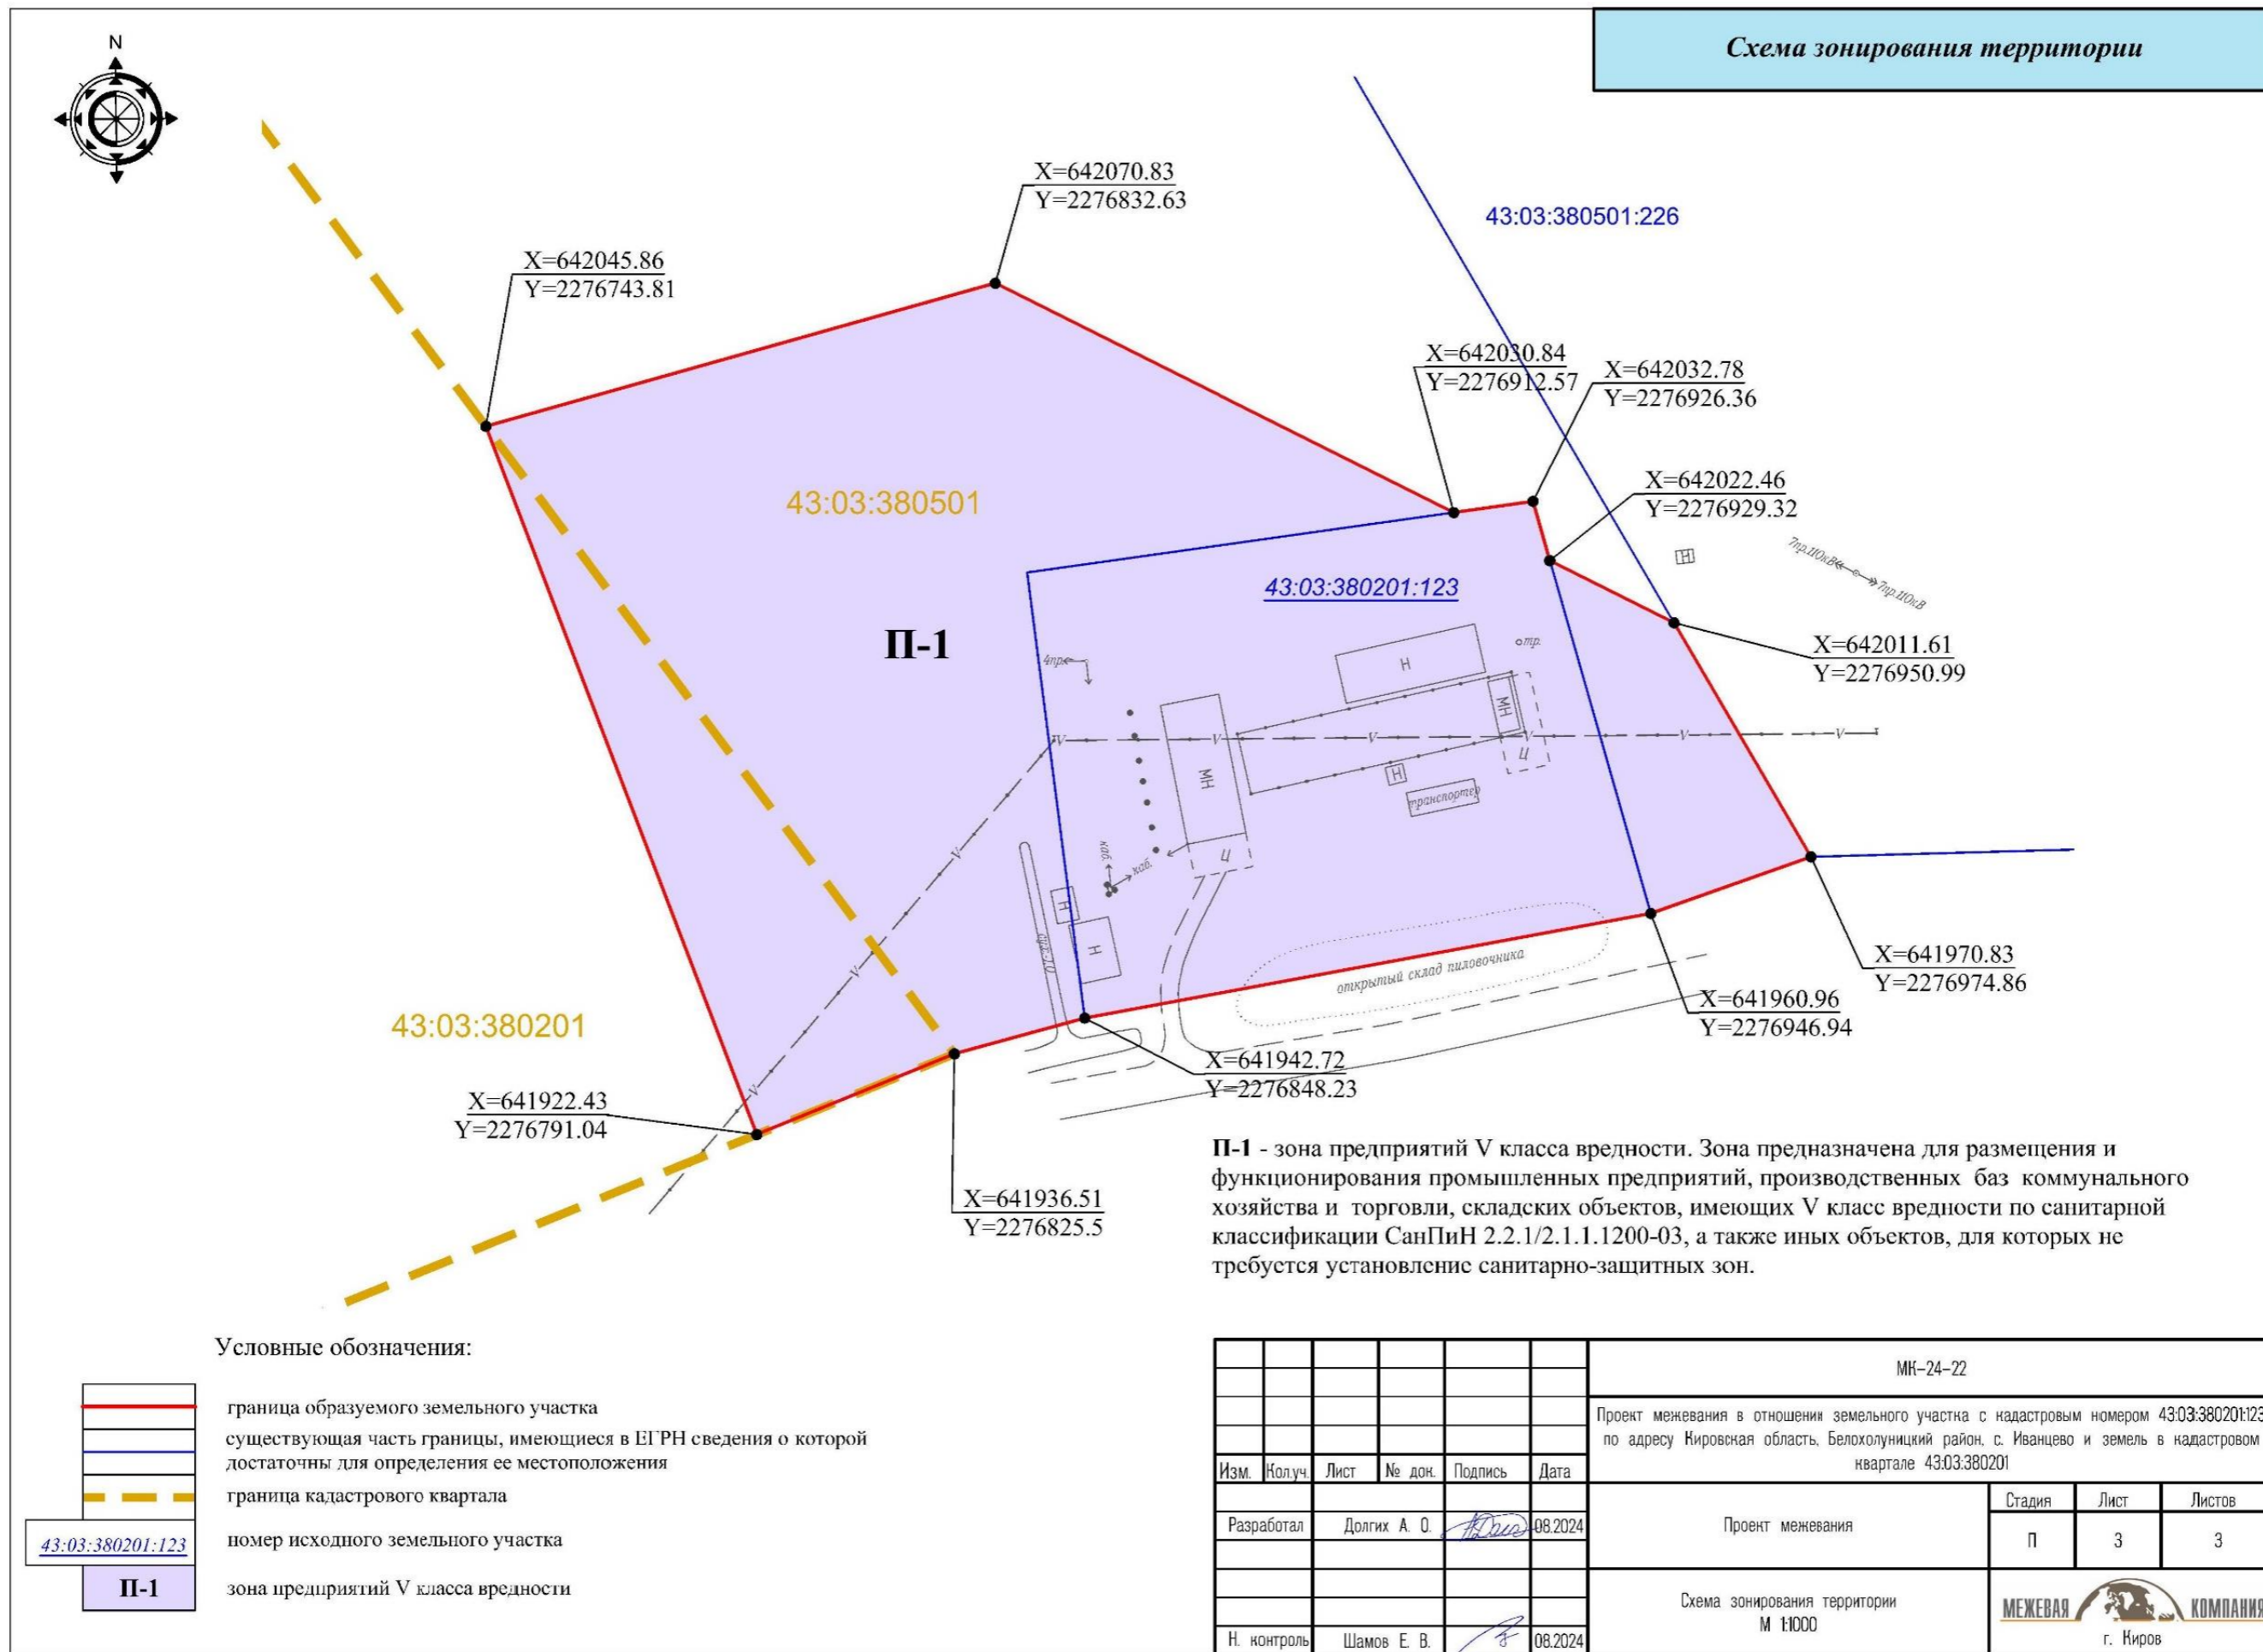 Схема зонирования территории
N
X=642070.83
Y=2276832.63
43:03:380501:226
X=642045.86
Y=2276743.81
X=642030.84
Y=2276912.57
X=642032.78
Y=2276926.36
X=642022.46
Y=2276929.32
43:03:380501
7пр.110кВ
7пр.110кВ
Н
43:03:380201:123
X=642011.61
Y=2276950.99
П-1
4пр.
Н
тр.
МН
V
V
V
V
V
V
МН
Ц
Н
транспортер
V
каб.
каб.
Ц
Н
Н
V
открытый склад пиловочника
X=641970.83
Y=2276974.86
X=641960.96
Y=2276946.94
43:03:380201
X=641942.72
Y=2276848.23
V
X=641922.43
Y=2276791.04
X=641936.51
Y=2276825.5
П-1 - зона предприятий V класса вредности. Зона предназначена для размещения и
функционирования промышленных предприятий, производственных баз коммунального
хозяйства и торговли, складских объектов, имеющих V класс вредности по санитарной
классификации СанПиН 2.2.1/2.1.1.1200-03, а также иных объектов, для которых не
требуется установление санитарно-защитных зон.
Условные обозначения:
граница образуемого земельного участка
существующая часть границы, имеющиеся в ЕГРН сведения о которой
достаточны для определения ее местоположения
граница кадастрового квартала
43:03:380201:123
номер исходного земельного участка
П-1
зона предприятий V класса вредности
МК-24-22
Проект межевания в отношении земельного участка с кадастровым номером 43:03:380201:123
по адресу Кировская область, Белохолуницкий район, с. Иванцево и земель в кадастровом
квартале 43:03:380201
Изм. Кол.уч. Лист № док. Подпись Дата
Разработал Долгих А. О. 08.2024
Проект межевания
Стадия Лист Листов
П 3 3
Схема зонирования территории
М 1:1000
Н. контроль Шамов Е. В. 08.2024
МЕЖЕВАЯ КОМПАНИЯ
г. Киров